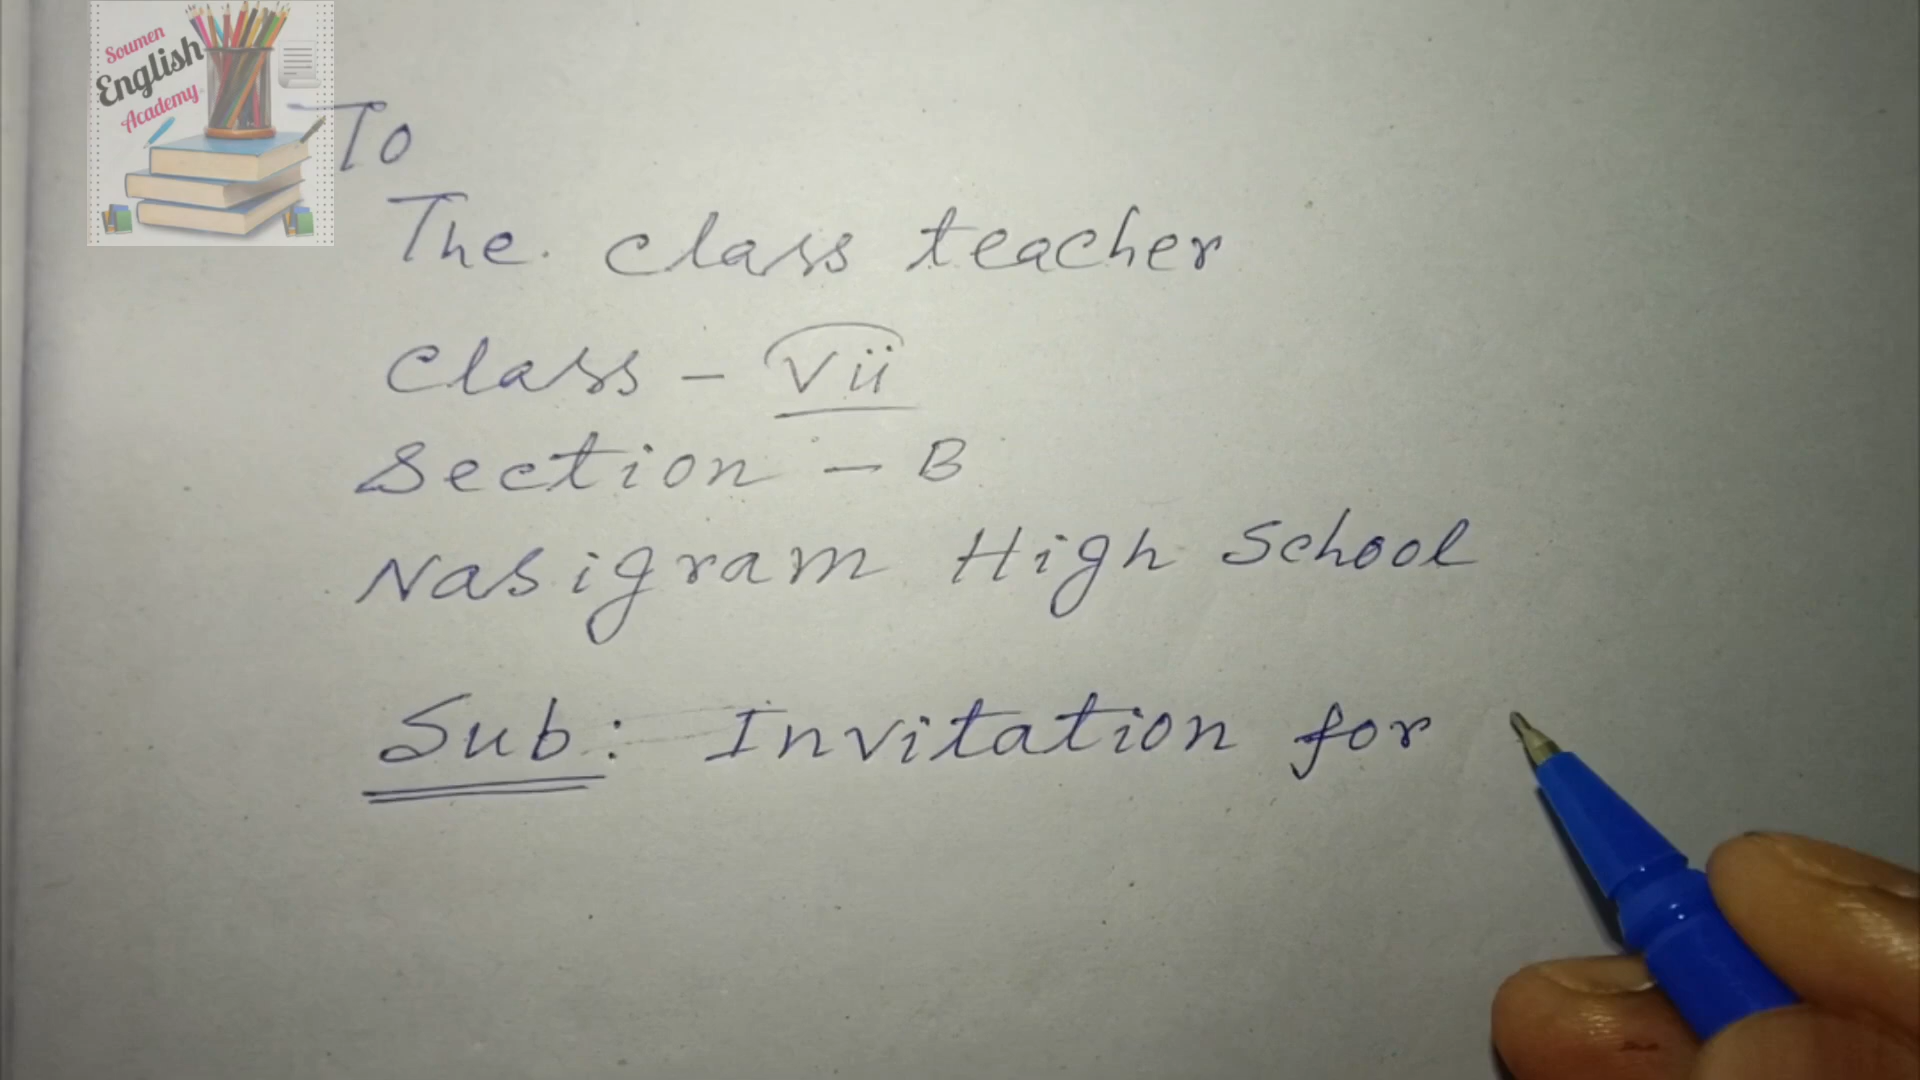 Soumen
English
Academy
To
The class teacher
Class - vii
Section - B
Nasigram High School
Sub: Invitation for